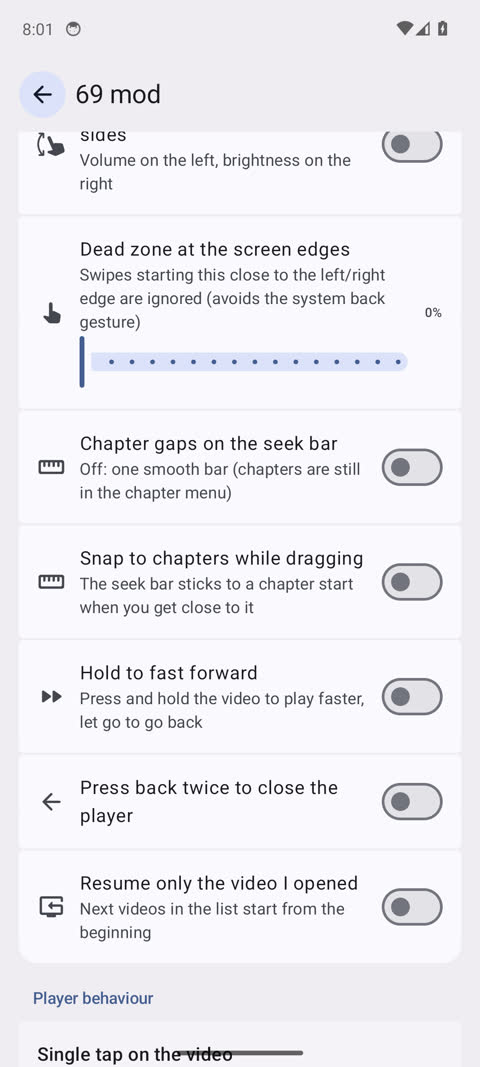 8:01
69 mod
sides
Volume on the left, brightness on the
right
Dead zone at the screen edges
Swipes starting this close to the left/right
edge are ignored (avoids the system back
gesture)
0%
Chapter gaps on the seek bar
Off: one smooth bar (chapters are still
in the chapter menu)
Snap to chapters while dragging
The seek bar sticks to a chapter start
when you get close to it
Hold to fast forward
Press and hold the video to play faster,
let go to go back
Press back twice to close the
player
Resume only the video I opened
Next videos in the list start from the
beginning
Player behaviour
Single tap on the video